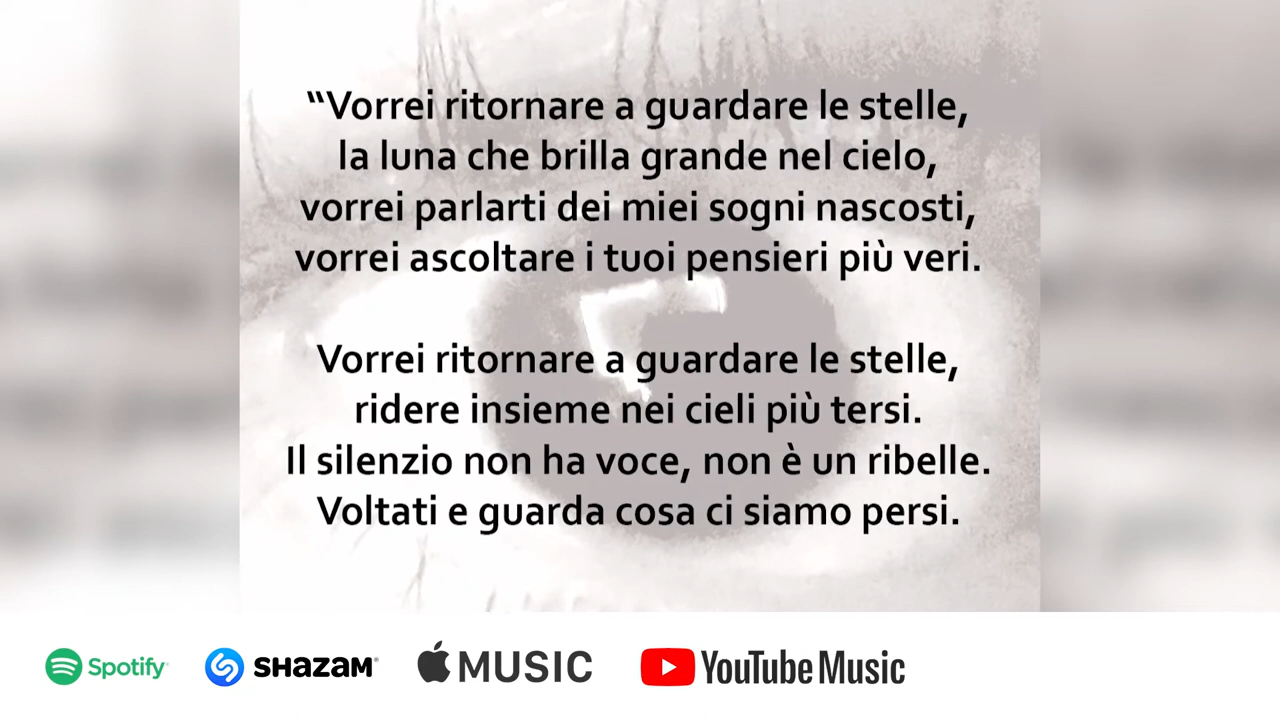 “Vorrei ritornare a guardare le stelle,
la luna che brilla grande nel cielo,
vorrei parlarti dei miei sogni nascosti,
vorrei ascoltare i tuoi pensieri più veri.
Vorrei ritornare a guardare le stelle,
ridere insieme nei cieli più tersi.
Il silenzio non ha voce, non è un ribelle.
Voltati e guarda cosa ci siamo persi.
Spotify SHAZAM MUSIC YouTube Music